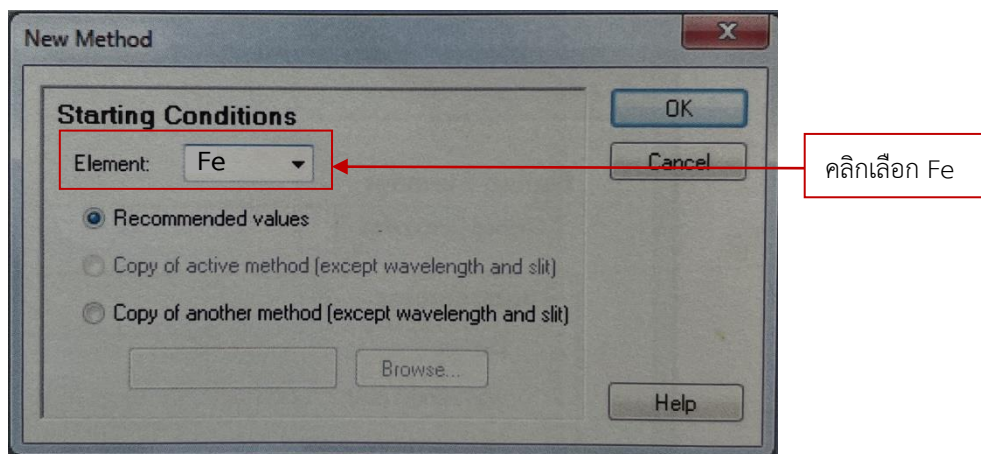 New Method
X
Starting Conditions
OK
Element: Fe
Cancel
คลิกเลือก Fe
Recommended values
Copy of active method (except wavelength and slit)
Copy of another method (except wavelength and slit)
Browse...
Help